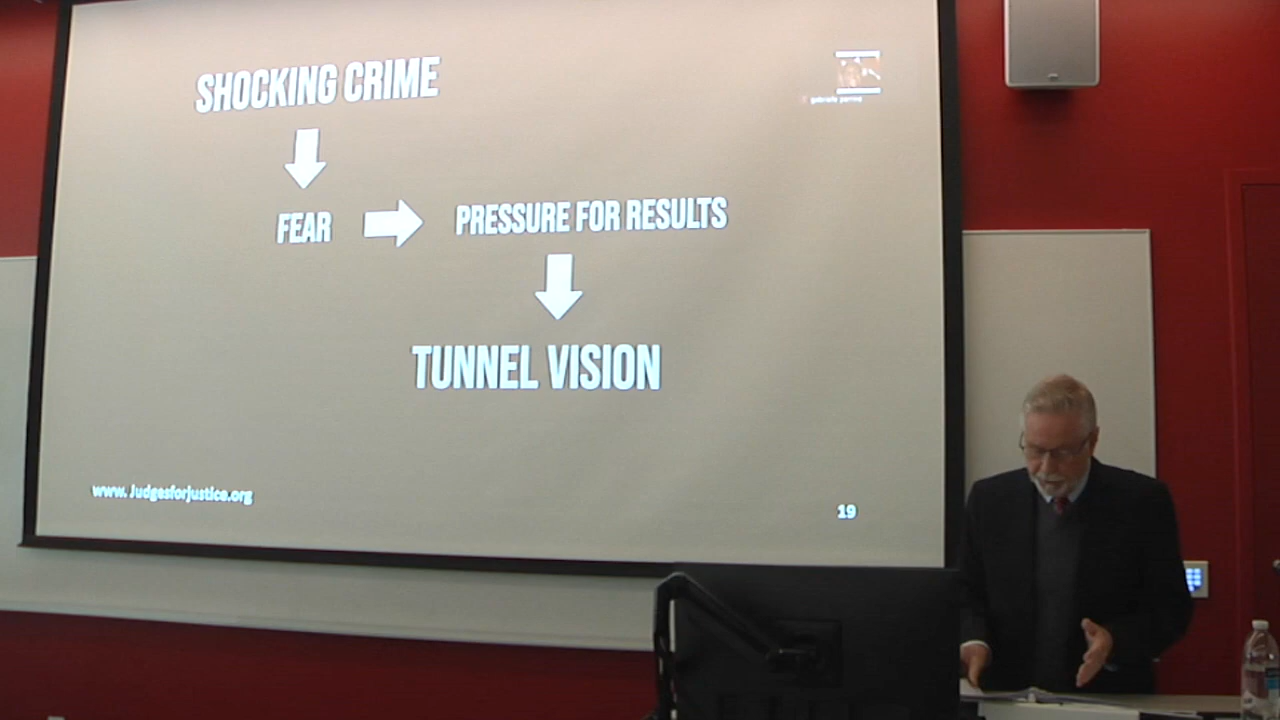 SHOCKING CRIME
FEAR
PRESSURE FOR RESULTS
TUNNEL VISION
www.Judgesforjustice.org
19